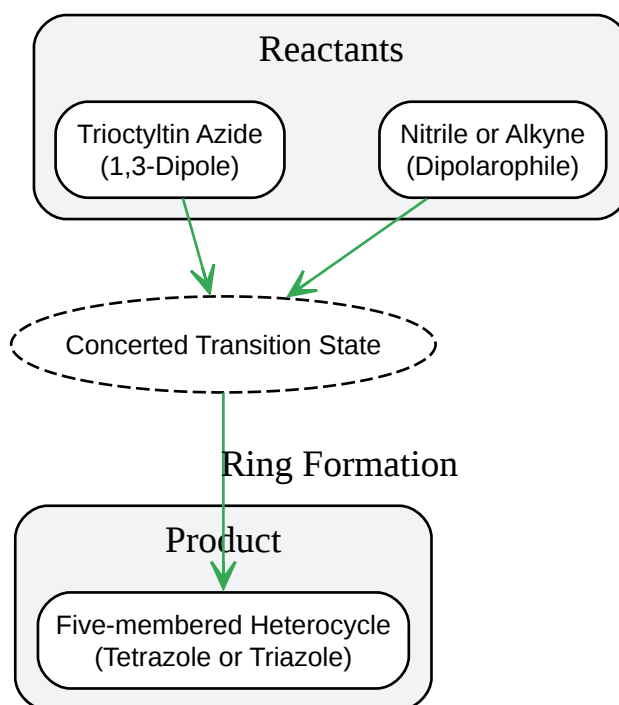 Reactants
Trioctyltin Azide
(1,3-Dipole)
Nitrile or Alkyne
(Dipolarophile)
Concerted Transition State
Ring Formation
Product
Five-membered Heterocycle
(Tetrazole or Triazole)